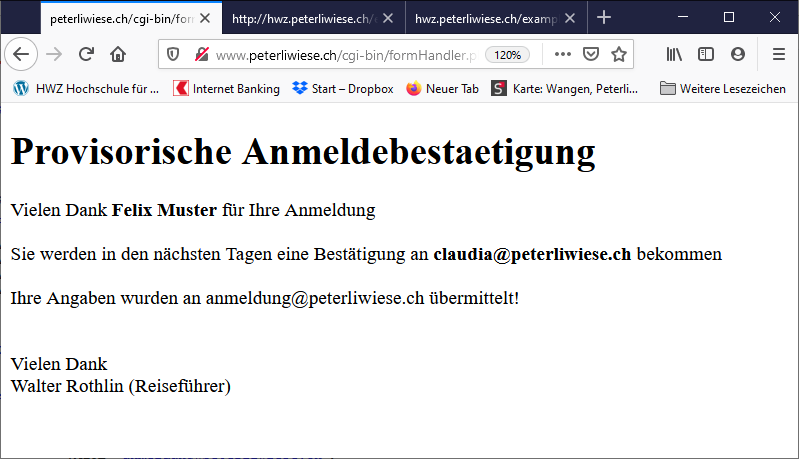 peterliwiese.ch/cgi-bin/form
http://hwz.peterliwiese.ch/
hwz.peterliwiese.ch/examp
www.peterliwiese.ch/cgi-bin/formHandler.p
120%
HWZ Hochschule für ...
Internet Banking
Start – Dropbox
Neuer Tab
Karte: Wangen, Peterli...
Weitere Lesezeichen
Provisorische Anmeldebestaetigung
Vielen Dank Felix Muster für Ihre Anmeldung
Sie werden in den nächsten Tagen eine Bestätigung an claudia@peterliwiese.ch bekommen
Ihre Angaben wurden an anmeldung@peterliwiese.ch übermittelt!
Vielen Dank
Walter Rothlin (Reiseführer)